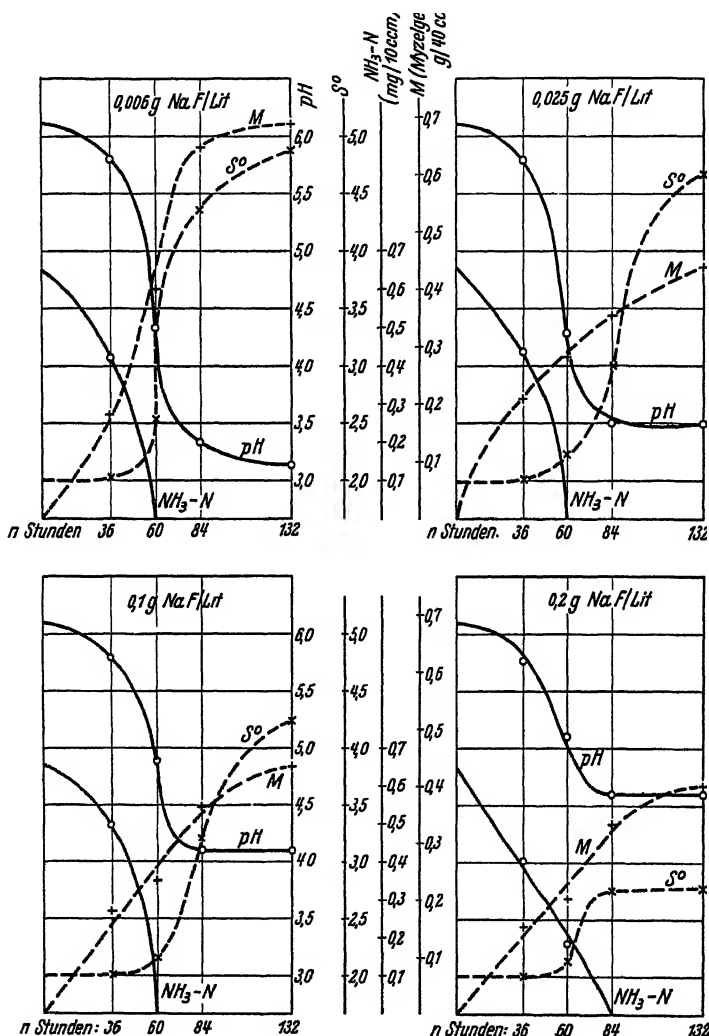 0,006 g NaF/Lit
M
S°
pH
NH₃-N
n Stunden 36 60 84 132
pH
6,0
5,5
5,0
4,5
4,0
3,5
3,0
S°
5,0
4,5
4,0
3,5
3,0
2,5
2,0
NH₃-N
(mg/10ccm,
0,7
0,6
0,5
0,4
0,3
0,2
0,1
M (Myzelge
g/40 cc
0,7
0,6
0,5
0,4
0,3
0,2
0,1
0,025g NaF/Lit
S°
M
pH
NH₃-N
n Stunden: 36 60 84 132
0,1 g NaF/Lit
S°
M
pH
NH₃-N
n Stunden: 36 60 84 132
6,0
5,5
5,0
4,5
4,0
3,5
3,0
5,0
4,5
4,0
3,5
3,0
2,5
2,0
0,7
0,6
0,5
0,4
0,3
0,2
0,1
0,7
0,6
0,5
0,4
0,3
0,2
0,1
0,2 g NaF/Lit
pH
M
S°
NH₃-N
n Stunden: 36 60 84 132